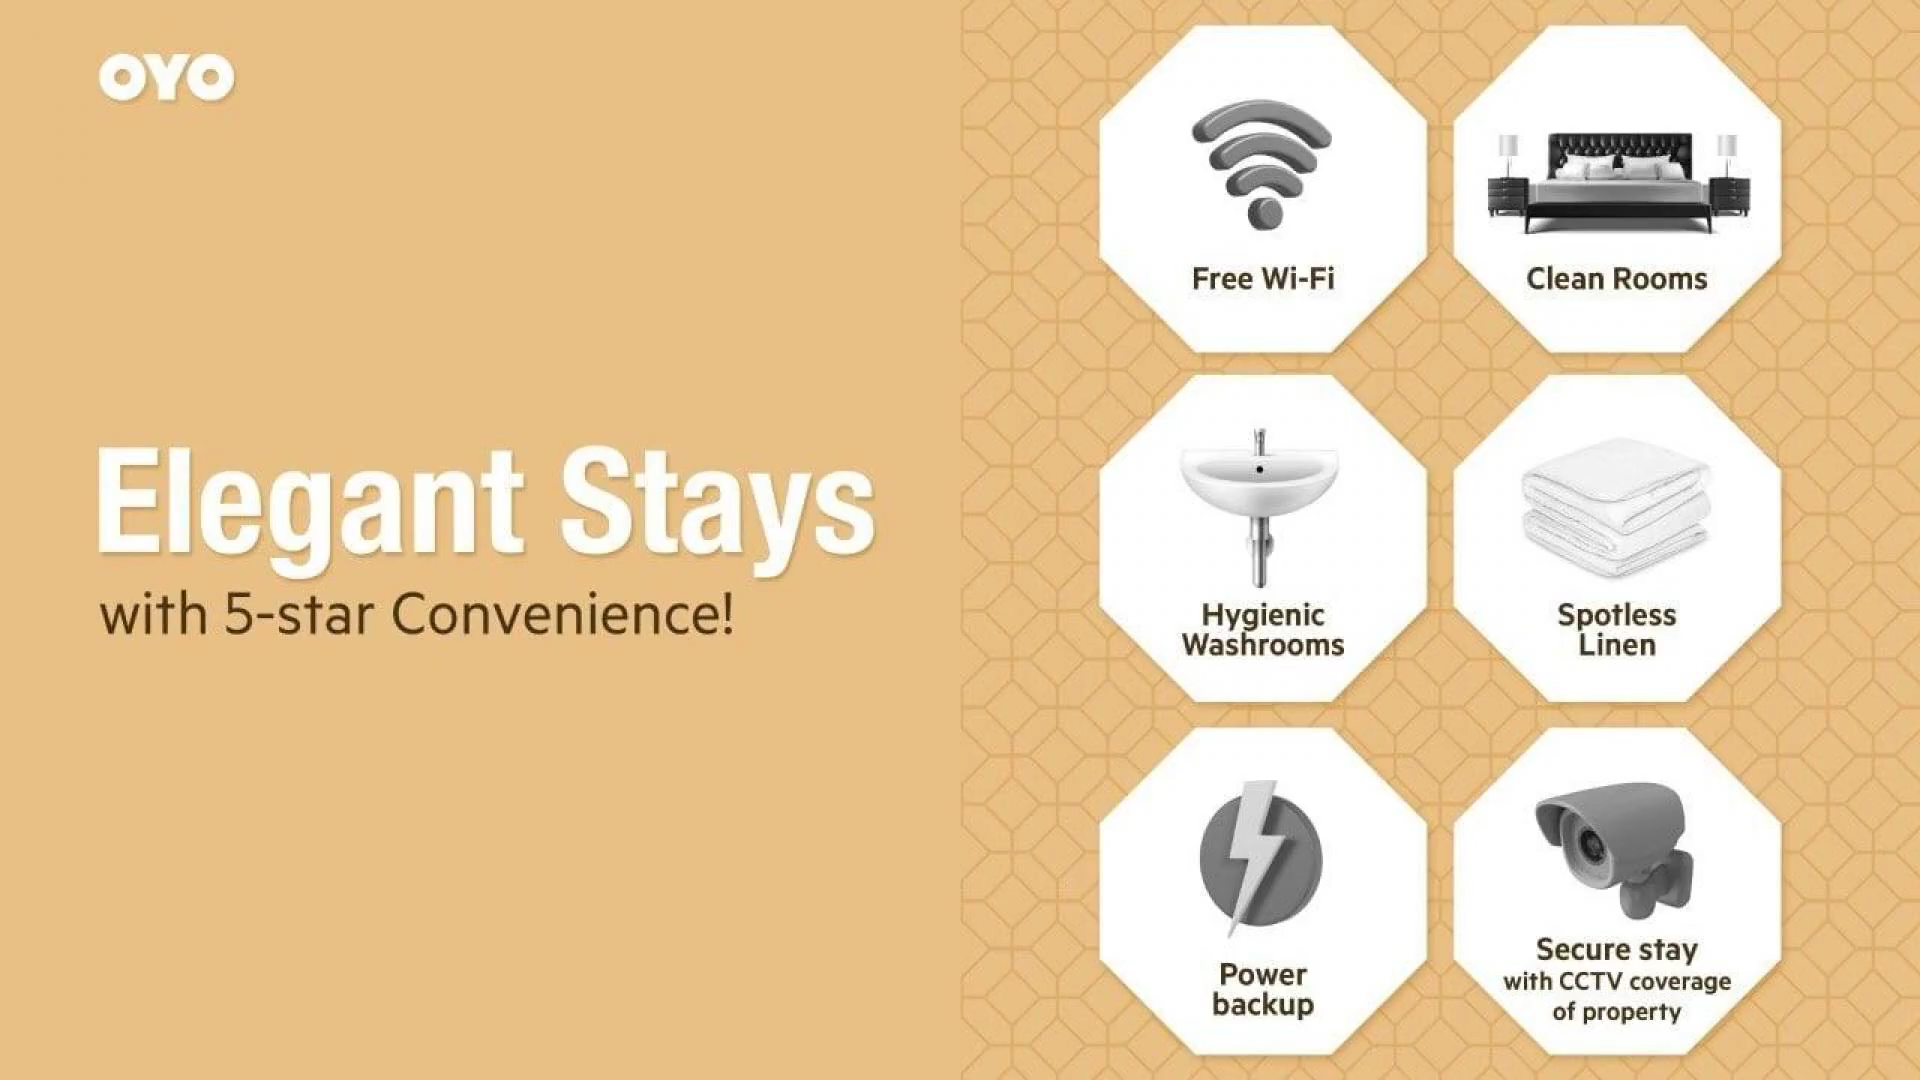 OYO
Elegant Stays
with 5-star Convenience!
Free Wi-Fi
Clean Rooms
Hygienic
Washrooms
Spotless
Linen
Power
backup
Secure stay
with CCTV coverage
of property